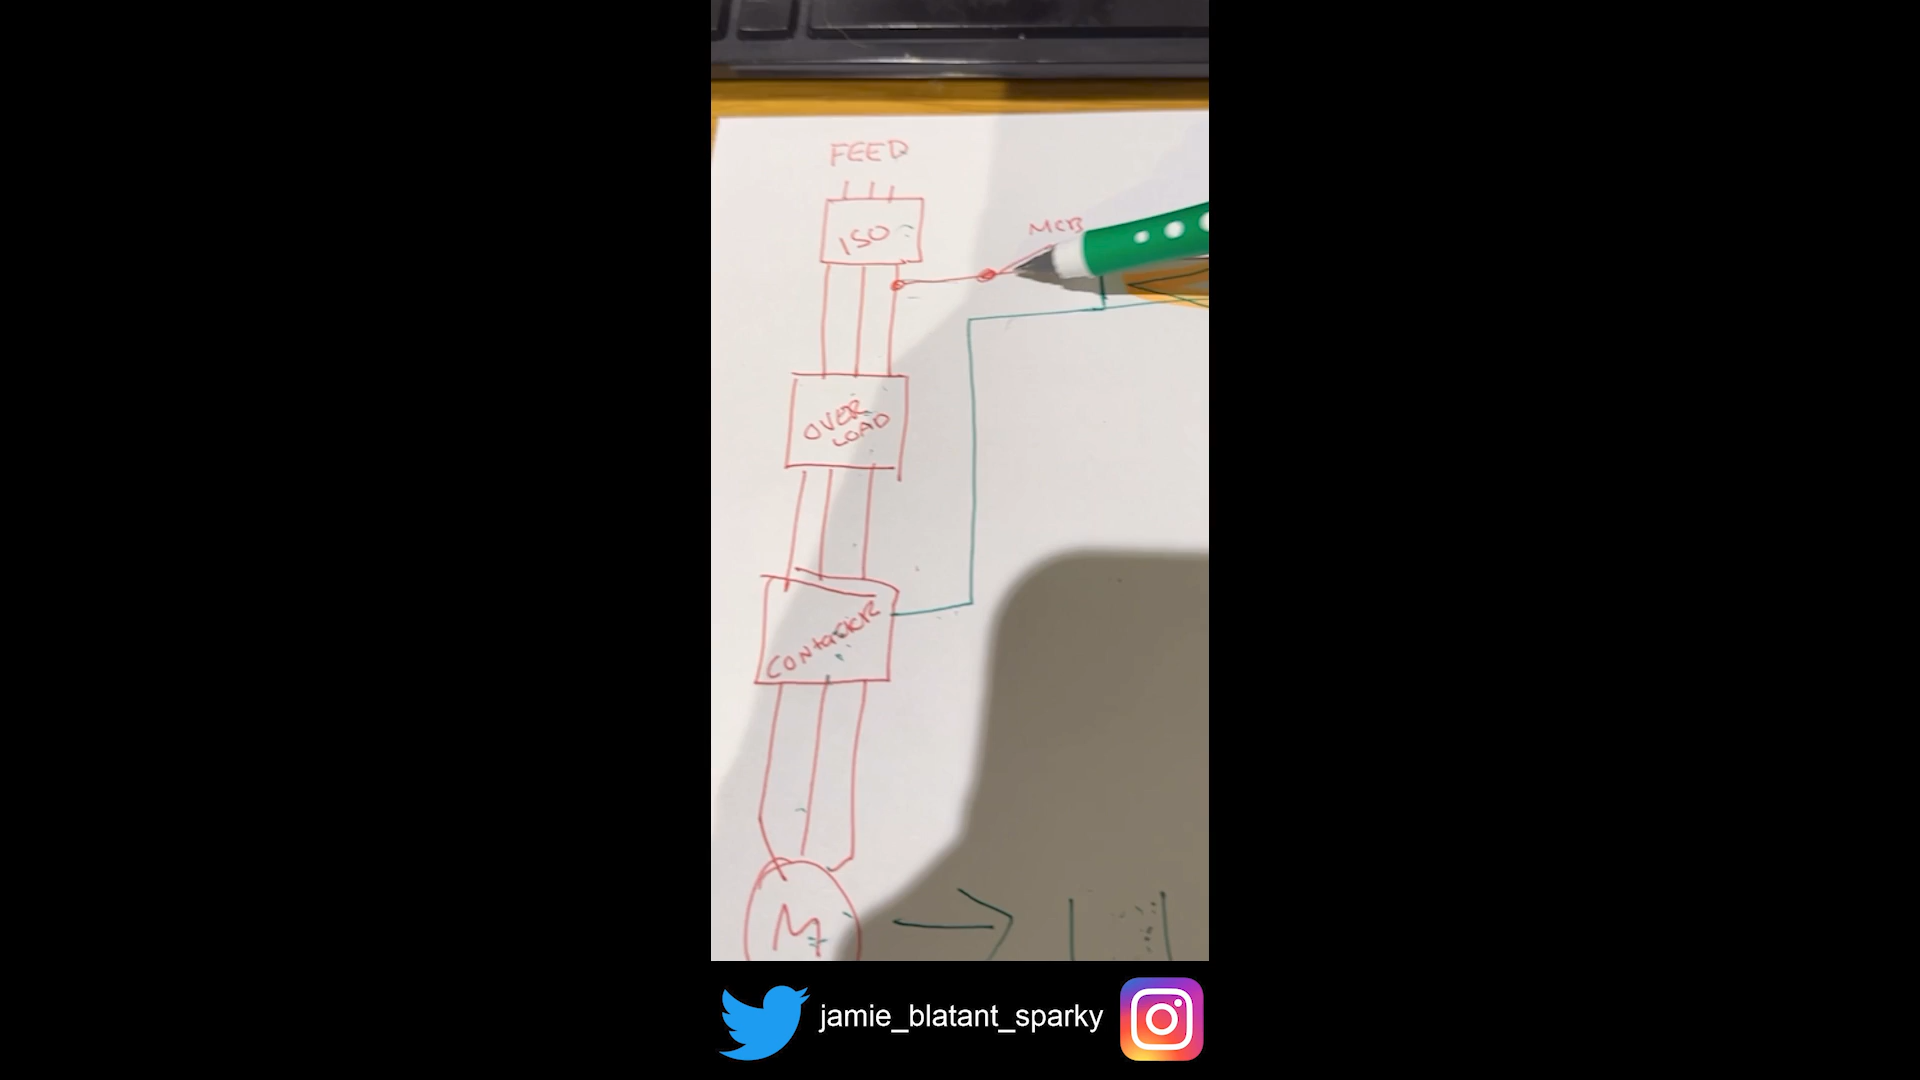 FEED
ISO
MCB
OVER
LOAD
CONtactor
M
jamie_blatant_sparky